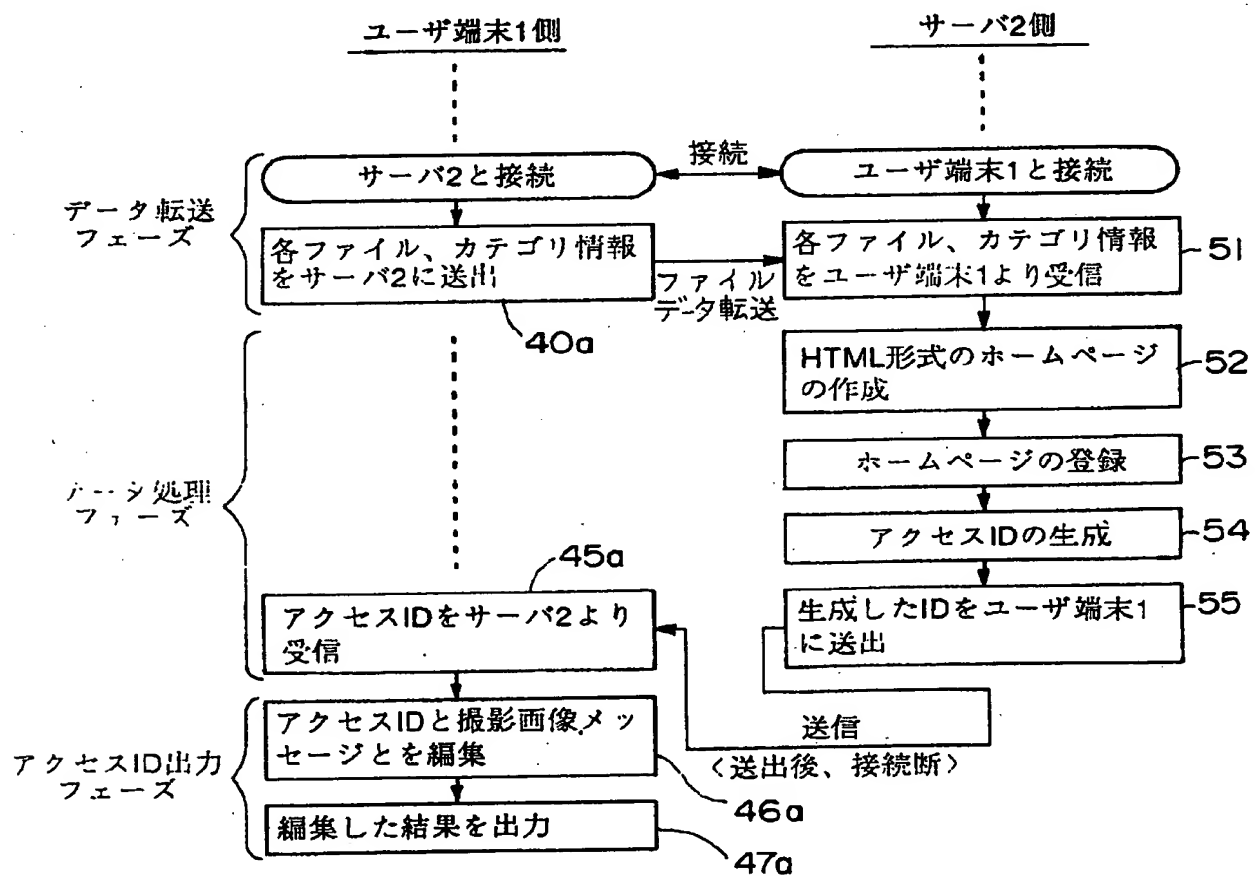 ユーザ端末1側
サーバ2側
データ転送
フェーズ
サーバ2と接続
接続
ユーザ端末1と接続
各ファイル、カテゴリ情報
をサーバ2に送出
40a
ファイル
データ転送
各ファイル、カテゴリ情報
をユーザ端末1より受信
51
HTML形式のホームページ
の作成
52
ホームページの登録
53
アクセスIDの生成
54
生成したIDをユーザ端末1
に送出
55
データ処理
フェーズ
45a
アクセスIDをサーバ2より
受信
送信
<送出後、接続断>
アクセスID出力
フェーズ
アクセスIDと撮影画像メッ
セージとを編集
46a
編集した結果を出力
47a